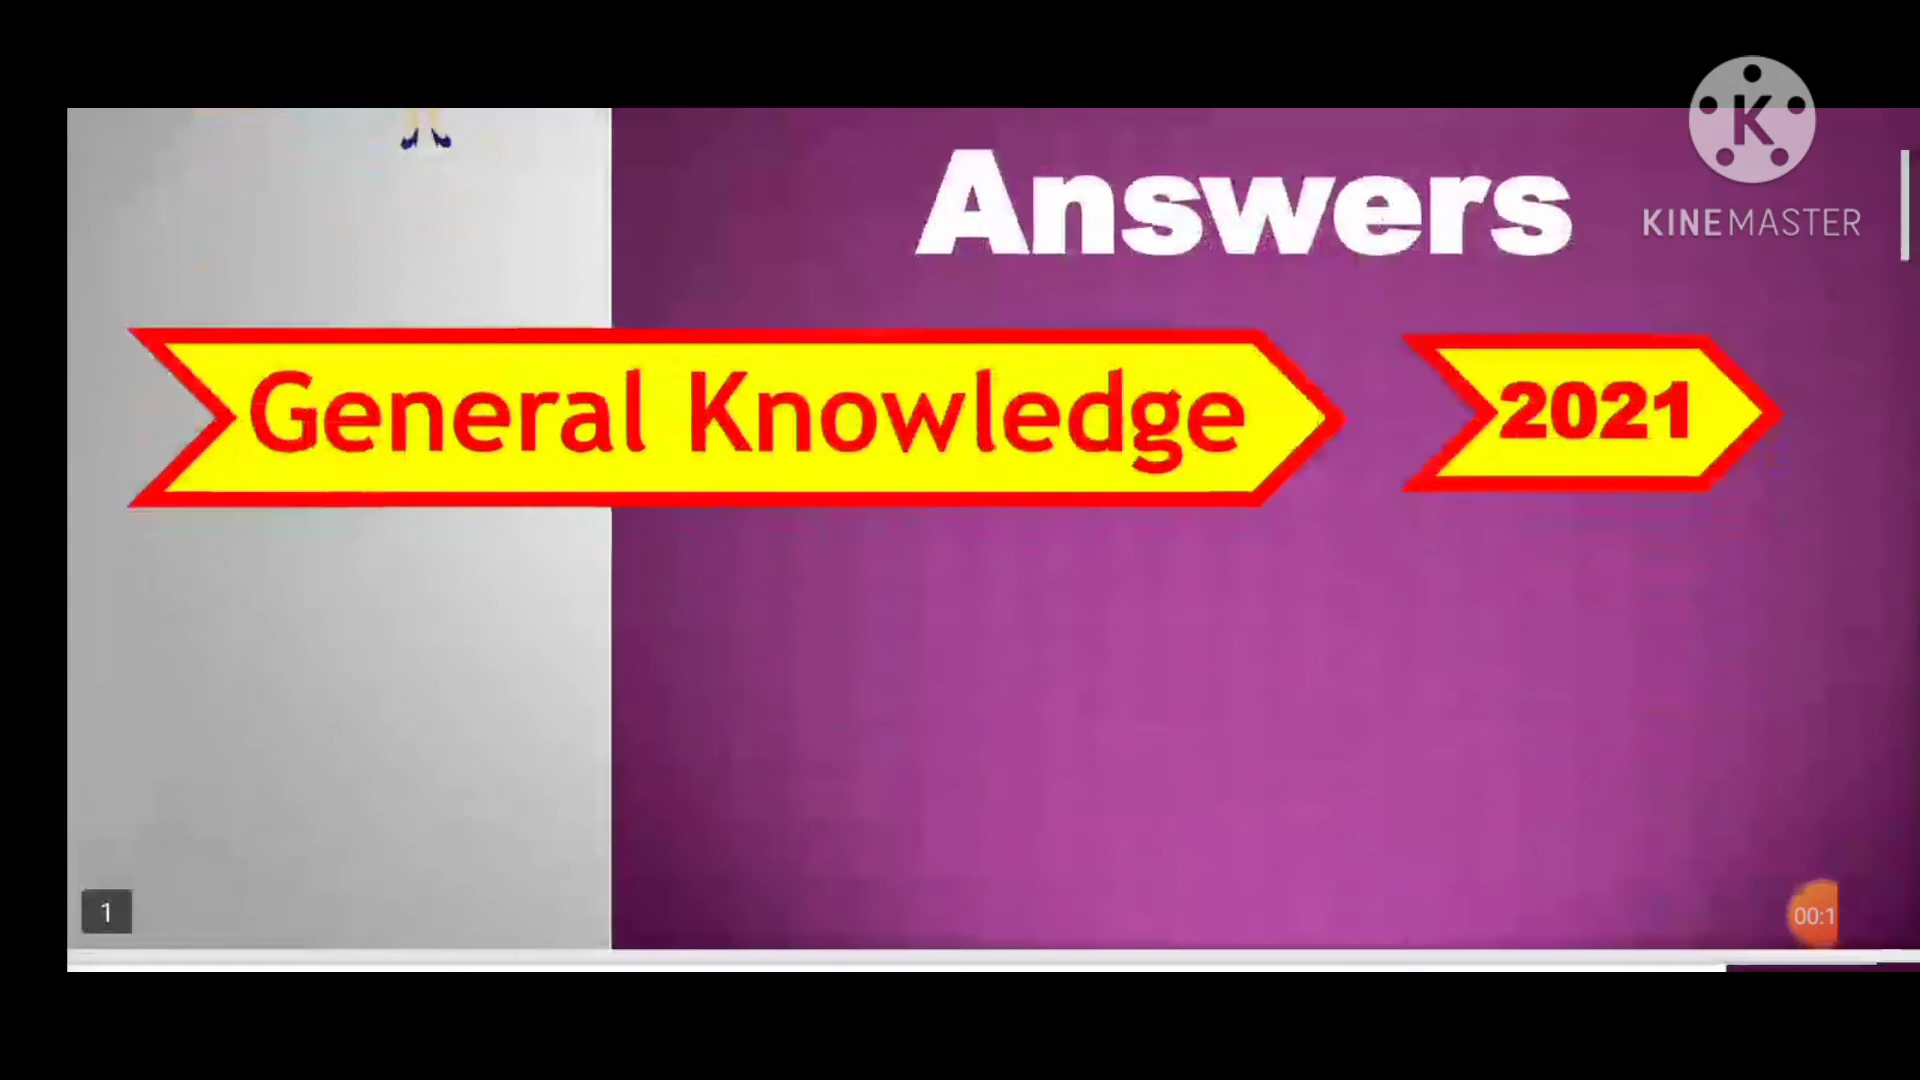 K
KINEMASTER
Answers
General Knowledge
2021
1
00:1